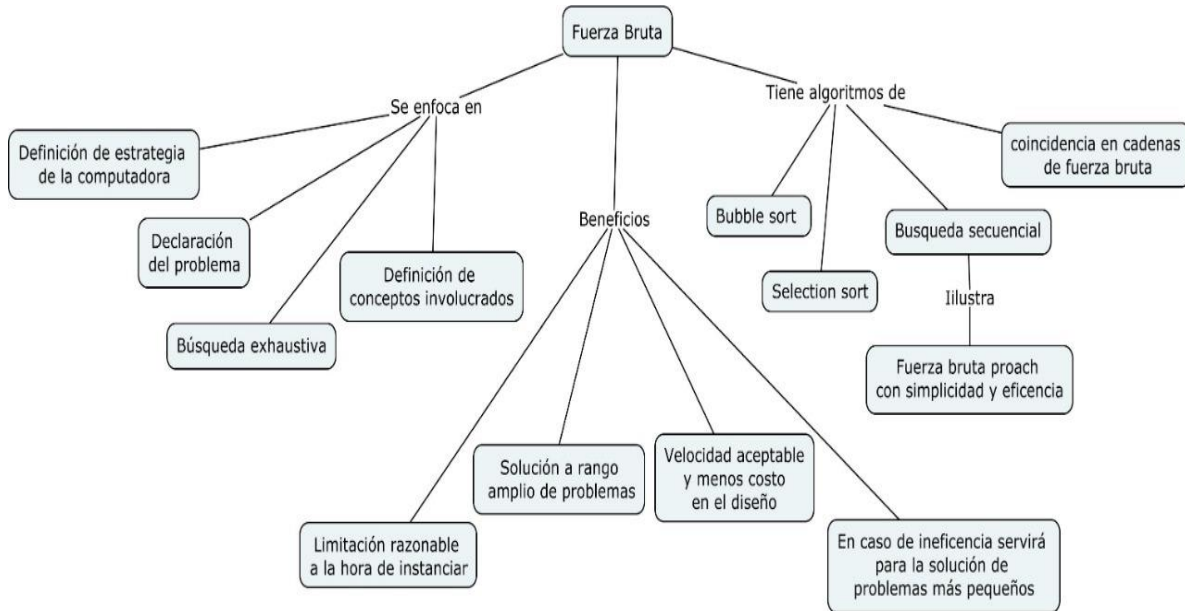 Fuerza Bruta
Se enfoca en
Tiene algoritmos de
Definición de estrategia
de la computadora
Declaración
del problema
Búsqueda exhaustiva
Definición de
conceptos involucrados
Beneficios
Limitación razonable
a la hora de instanciar
Solución a rango
amplio de problemas
Velocidad aceptable
y menos costo
en el diseño
En caso de ineficencia servirá
para la solución de
problemas más pequeños
Bubble sort
Selection sort
Busqueda secuencial
Iilustra
Fuerza bruta proach
con simplicidad y eficencia
coincidencia en cadenas
de fuerza bruta